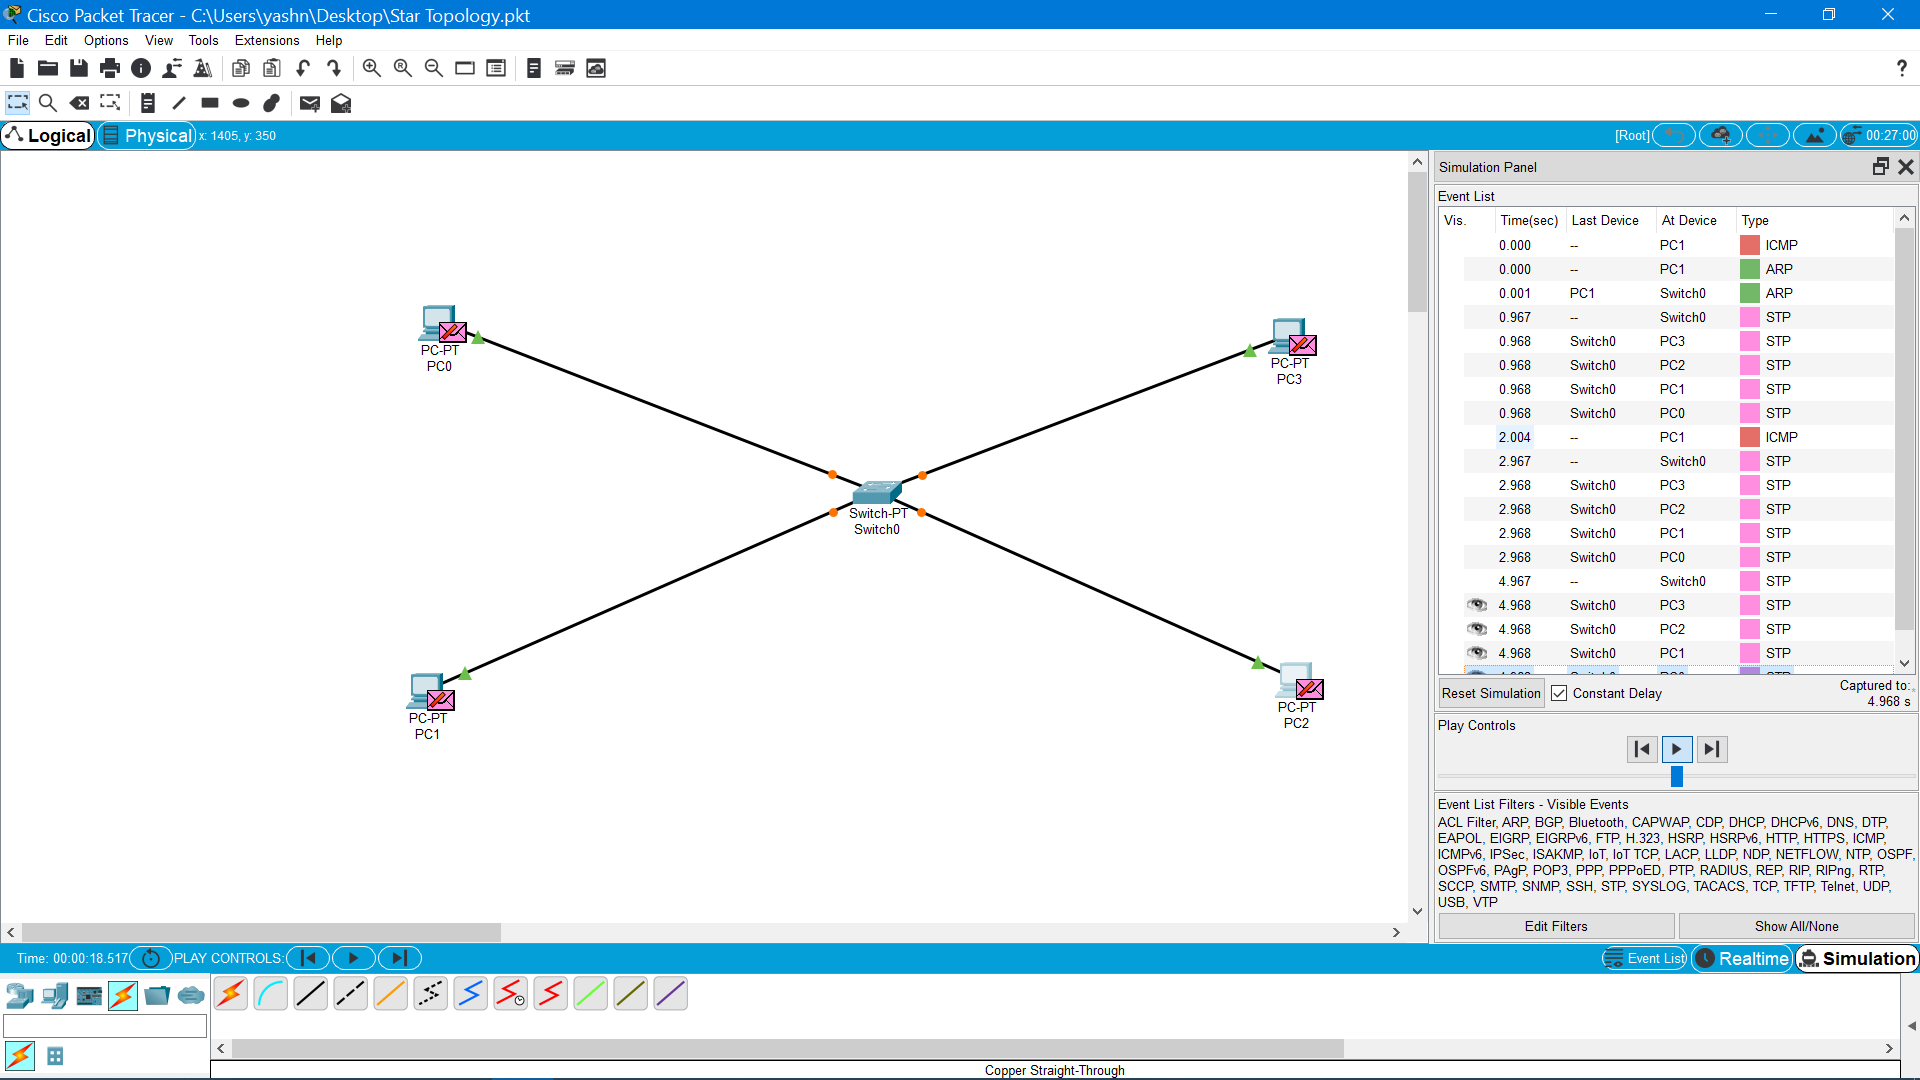 Cisco Packet Tracer - C:\Users\yashn\Desktop\Star Topology.pkt
File Edit Options View Tools Extensions Help
?
Logical Physical x: 1405, y: 350 [Root] 00:27:00
Simulation Panel
Event List
Vis. Time(sec) Last Device At Device Type
0.000 -- PC1 ICMP
0.000 -- PC1 ARP
0.001 PC1 Switch0 ARP
0.967 -- Switch0 STP
0.968 Switch0 PC3 STP
0.968 Switch0 PC2 STP
0.968 Switch0 PC1 STP
0.968 Switch0 PC0 STP
2.004 -- PC1 ICMP
2.967 -- Switch0 STP
2.968 Switch0 PC3 STP
2.968 Switch0 PC2 STP
2.968 Switch0 PC1 STP
2.968 Switch0 PC0 STP
4.967 -- Switch0 STP
4.968 Switch0 PC3 STP
4.968 Switch0 PC2 STP
4.968 Switch0 PC1 STP
PC-PT
PC0
PC-PT
PC3
Switch-PT
Switch0
PC-PT
PC1
PC-PT
PC2
Reset Simulation Constant Delay Captured to:
4.968 s
Play Controls
Event List Filters - Visible Events
ACL Filter, ARP, BGP, Bluetooth, CAPWAP, CDP, DHCP, DHCPv6, DNS, DTP,
EAPOL, EIGRP, EIGRPv6, FTP, H.323, HSRP, HSRPv6, HTTP, HTTPS, ICMP,
ICMPv6, IPSec, ISAKMP, IoT, IoT TCP, LACP, LLDP, NDP, NETFLOW, NTP, OSPF,
OSPFv6, PAgP, POP3, PPP, PPPoED, PTP, RADIUS, REP, RIP, RIPng, RTP,
SCCP, SMTP, SNMP, SSH, STP, SYSLOG, TACACS, TCP, TFTP, Telnet, UDP,
USB, VTP
Edit Filters Show All/None
Time: 00:00:18.517 PLAY CONTROLS: Event List Realtime Simulation
Copper Straight-Through